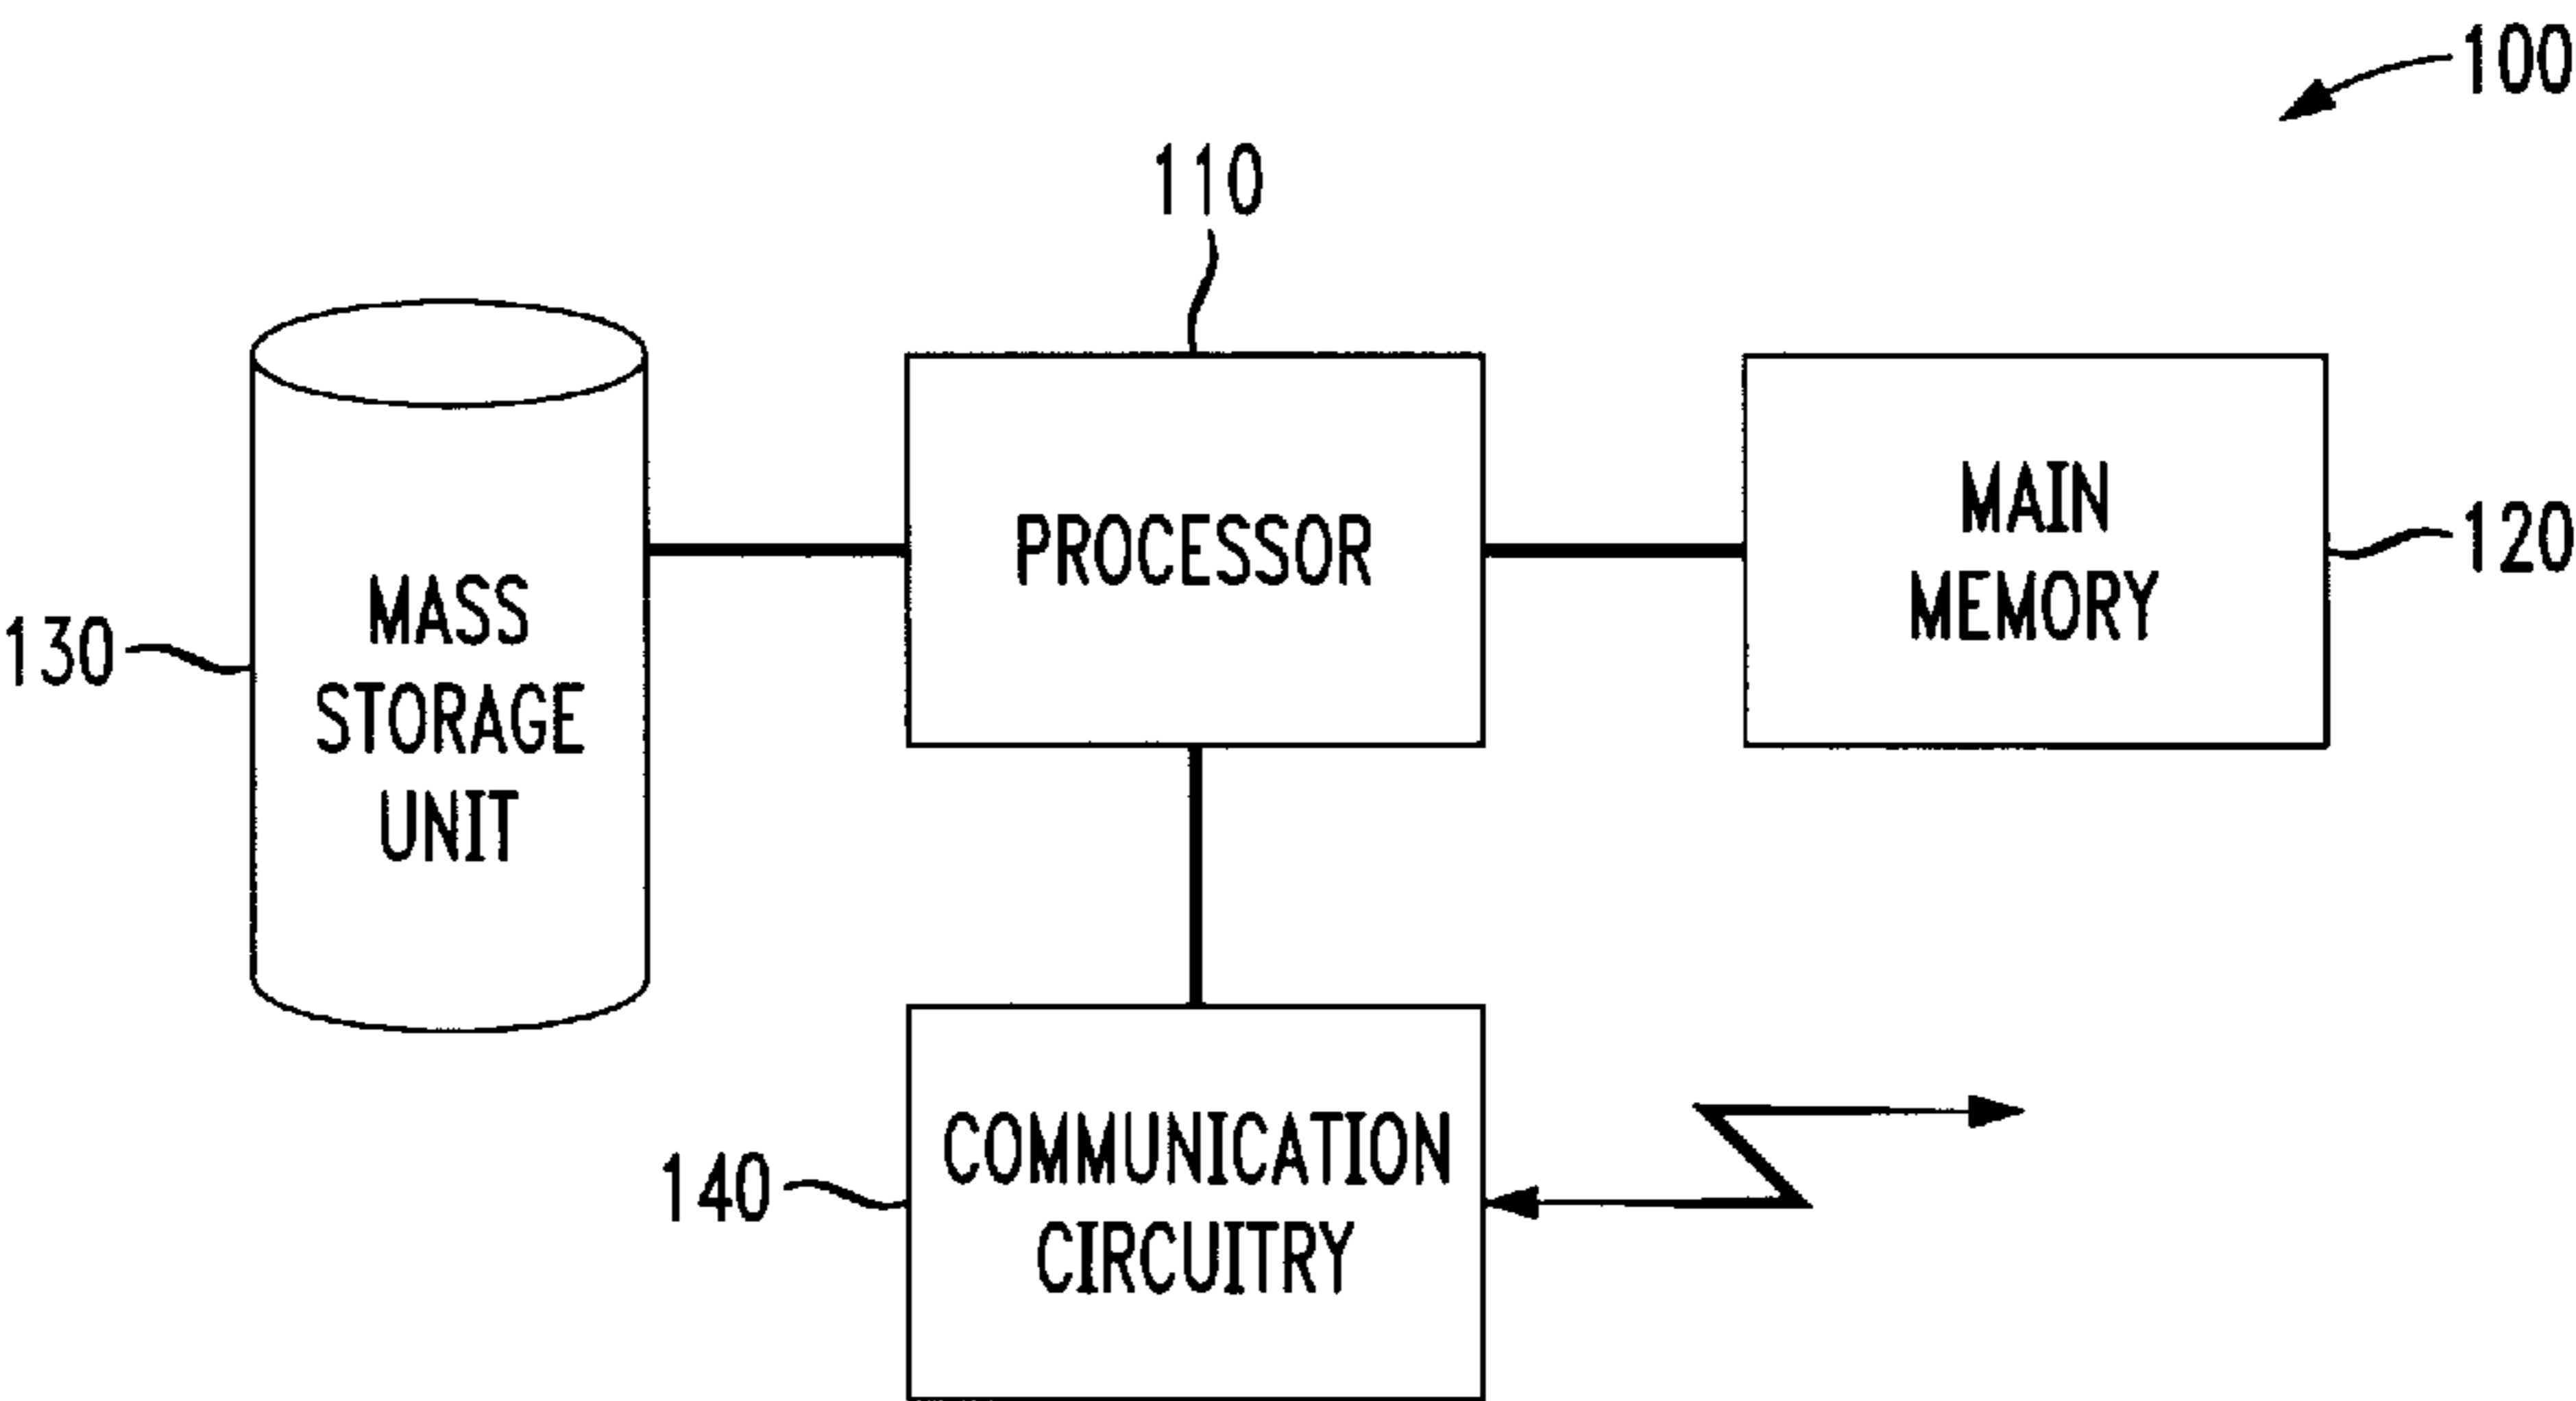 100
110
PROCESSOR
MAIN
MEMORY
120
130
MASS
STORAGE
UNIT
140
COMMUNICATION
CIRCUITRY